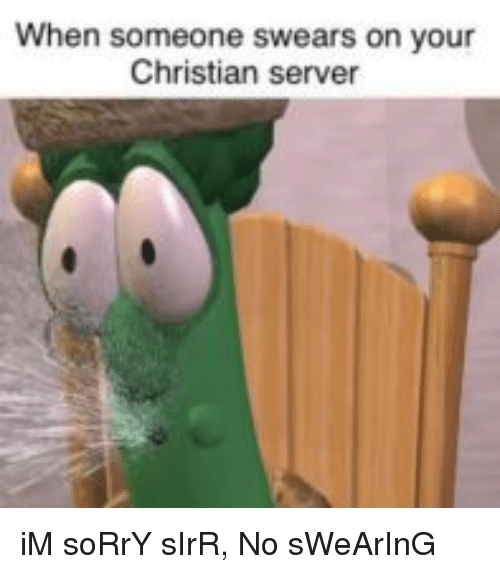 When someone swears on your
Christian server
iM soRrY sIrR, No sWeArInG